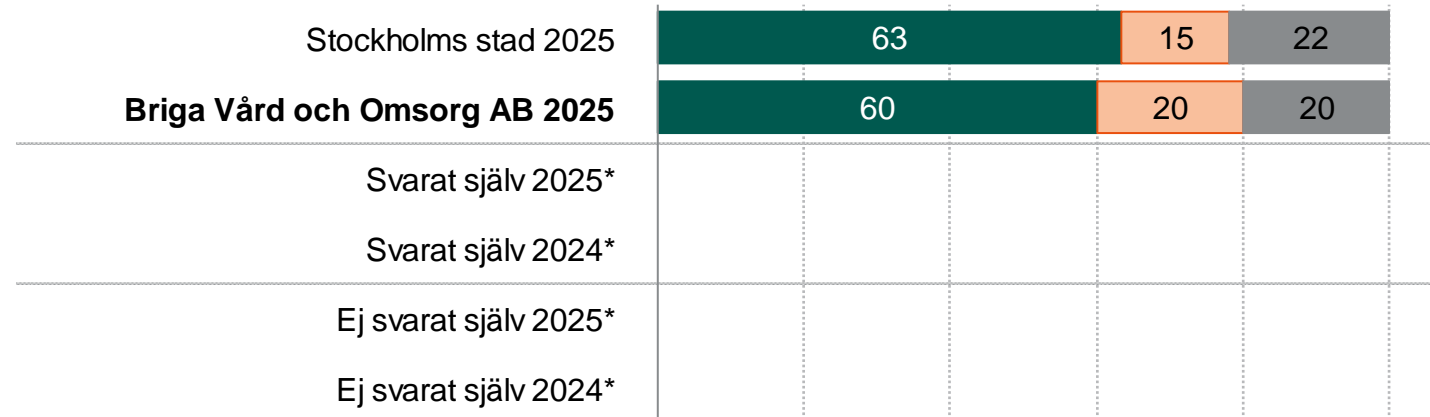 Stockholms stad 2025 63 15 22
Briga Vård och Omsorg AB 2025 60 20 20
Svarat själv 2025*
Svarat själv 2024*
Ej svarat själv 2025*
Ej svarat själv 2024*